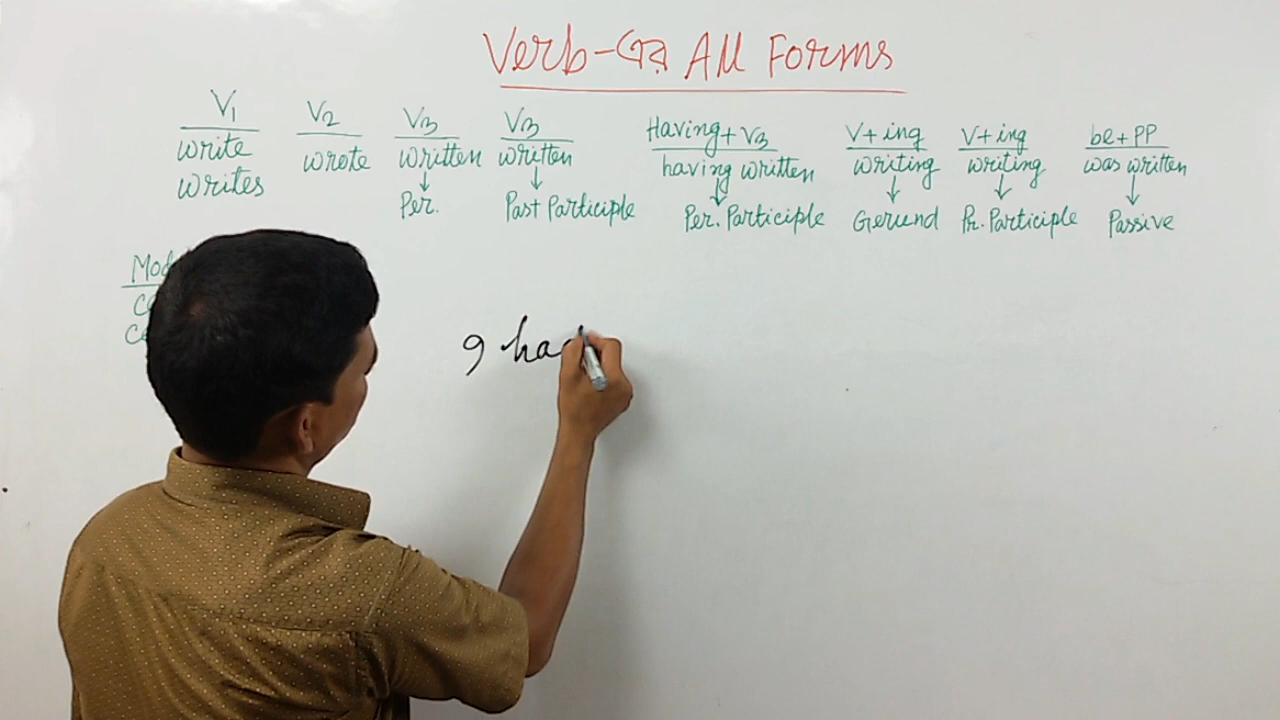 Verb-এর All Forms
V1 V2 V3 V3 Having + V3 V + ing V + ing be + PP
write wrote written written having written writing writing was written
writes ↓ ↓ ↓ ↓ ↓ ↓
Per. Past Participle Per. Participle Gerund Pr. Participle Passive
I